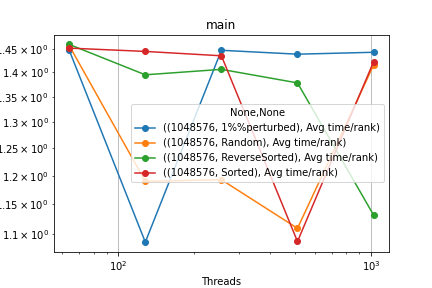 main
1.45 × 10⁰
1.4 × 10⁰
1.35 × 10⁰
1.3 × 10⁰
1.25 × 10⁰
1.2 × 10⁰
1.15 × 10⁰
1.1 × 10⁰
None,None
((1048576, 1%%perturbed), Avg time/rank)
((1048576, Random), Avg time/rank)
((1048576, ReverseSorted), Avg time/rank)
((1048576, Sorted), Avg time/rank)
10² 10³
Threads